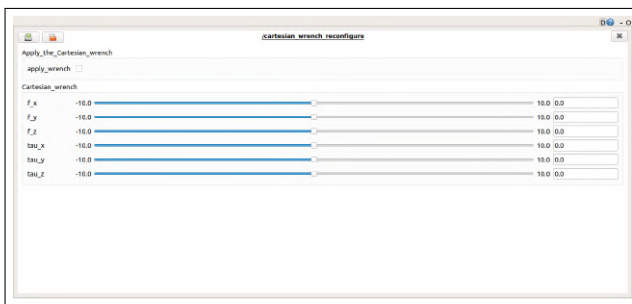 D - O
/cartesian_wrench_reconfigure
Apply_the_Cartesian_wrench
apply_wrench
Cartesian_wrench
f_x -10.0 10.0 0.0
f_y -10.0 10.0 0.0
f_z -10.0 10.0 0.0
tau_x -10.0 10.0 0.0
tau_y -10.0 10.0 0.0
tau_z -10.0 10.0 0.0